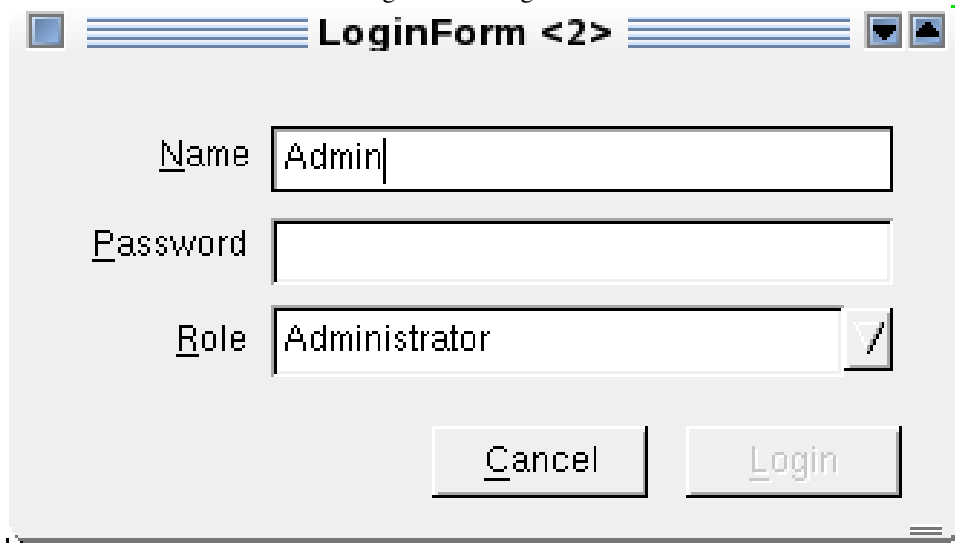 LoginForm <2>
Name Admin
Password
Role Administrator
Cancel Login